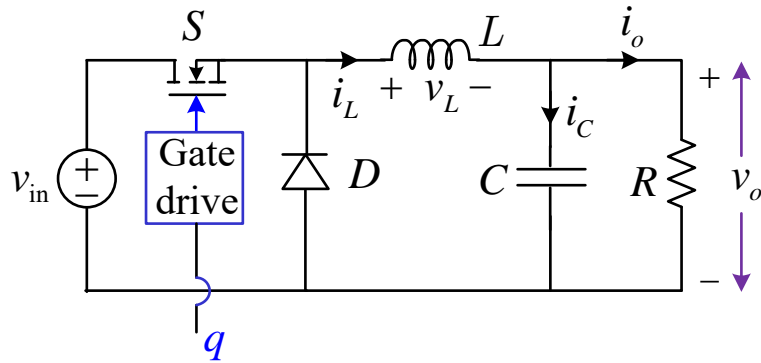 S
L
i_o
i_L
+ v_L −
+
i_C
Gate
drive
v_in
+
−
D
C
R
v_o
−
q